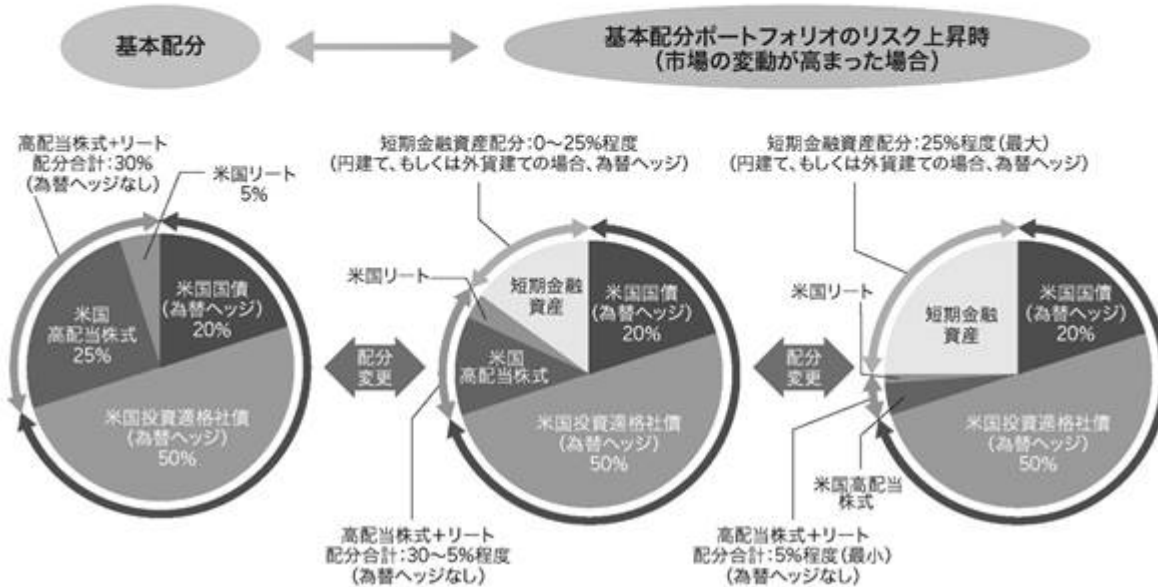 基本配分
基本配分ポートフォリオのリスク上昇時
(市場の変動が高まった場合)
高配当株式+リート
配分合計:30%
(為替ヘッジなし)
米国リート
5%
米国国債
(為替ヘッジ)
20%
米国
高配当株式
25%
米国投資適格社債
(為替ヘッジ)
50%
配分
変更
短期金融資産配分:0〜25%程度
(円建て、もしくは外貨建ての場合、為替ヘッジ)
米国リート
短期金融
資産
米国国債
(為替ヘッジ)
20%
米国
高配当株式
米国投資適格社債
(為替ヘッジ)
50%
高配当株式+リート
配分合計:30〜5%程度
(為替ヘッジなし)
配分
変更
短期金融資産配分:25%程度(最大)
(円建て、もしくは外貨建ての場合、為替ヘッジ)
米国リート
短期金融
資産
米国国債
(為替ヘッジ)
20%
米国投資適格社債
(為替ヘッジ)
50%
米国高配当
株式
高配当株式+リート
配分合計:5%程度(最小)
(為替ヘッジなし)